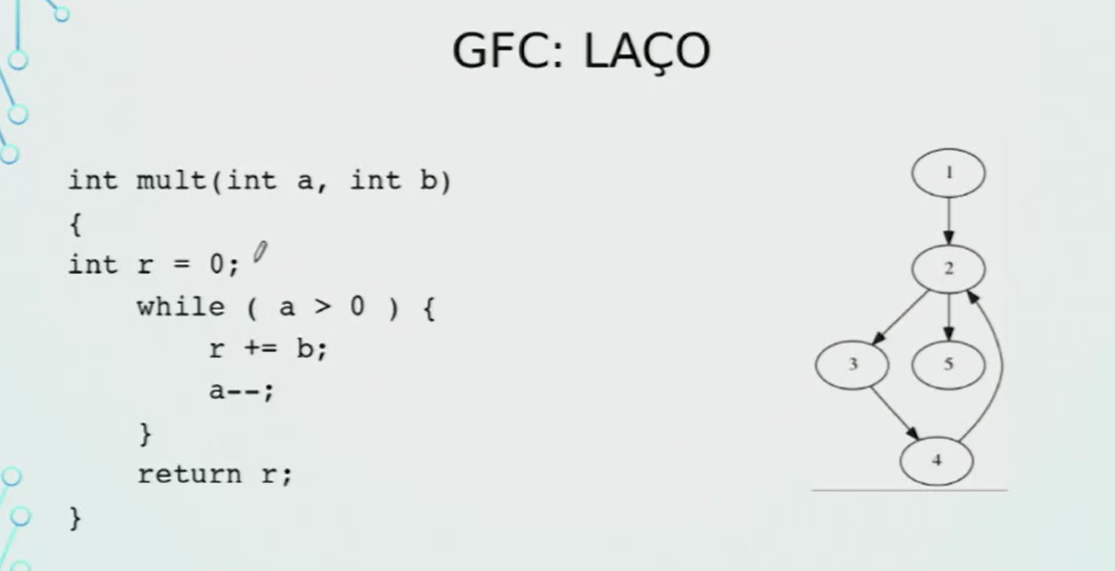 GFC: LAÇO
int mult(int a, int b)
{
int r = 0;
while ( a > 0 ) {
r += b;
a--;
}
return r;
}
1
2
3
5
4